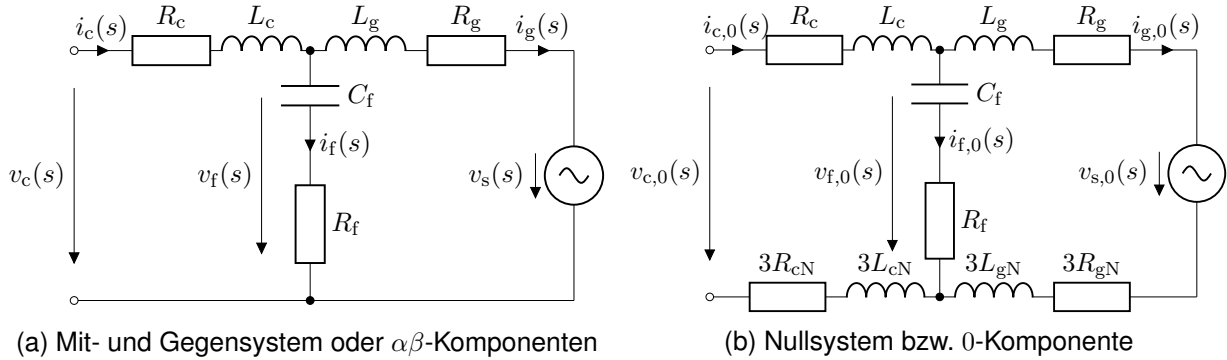 i_c(s) R_c L_c L_g R_g i_g(s)
C_f
i_f(s)
v_c(s) v_f(s) v_s(s)
R_f
(a) Mit- und Gegensystem oder αβ-Komponenten
i_c,0(s) R_c L_c L_g R_g i_g,0(s)
C_f
i_f,0(s)
v_c,0(s) v_f,0(s) v_s,0(s)
R_f
3R_cN 3L_cN 3L_gN 3R_gN
(b) Nullsystem bzw. 0-Komponente